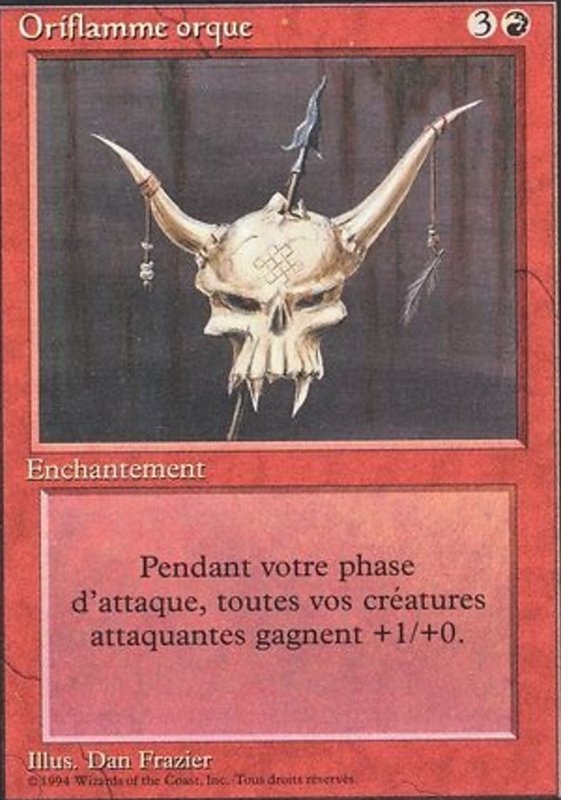 Oriflamme orque 3
Enchantement
Pendant votre phase
d'attaque, toutes vos créatures
attaquantes gagnent +1/+0.
Illus. Dan Frazier
©1994 Wizards of the Coast, Inc. Tous droits réservés